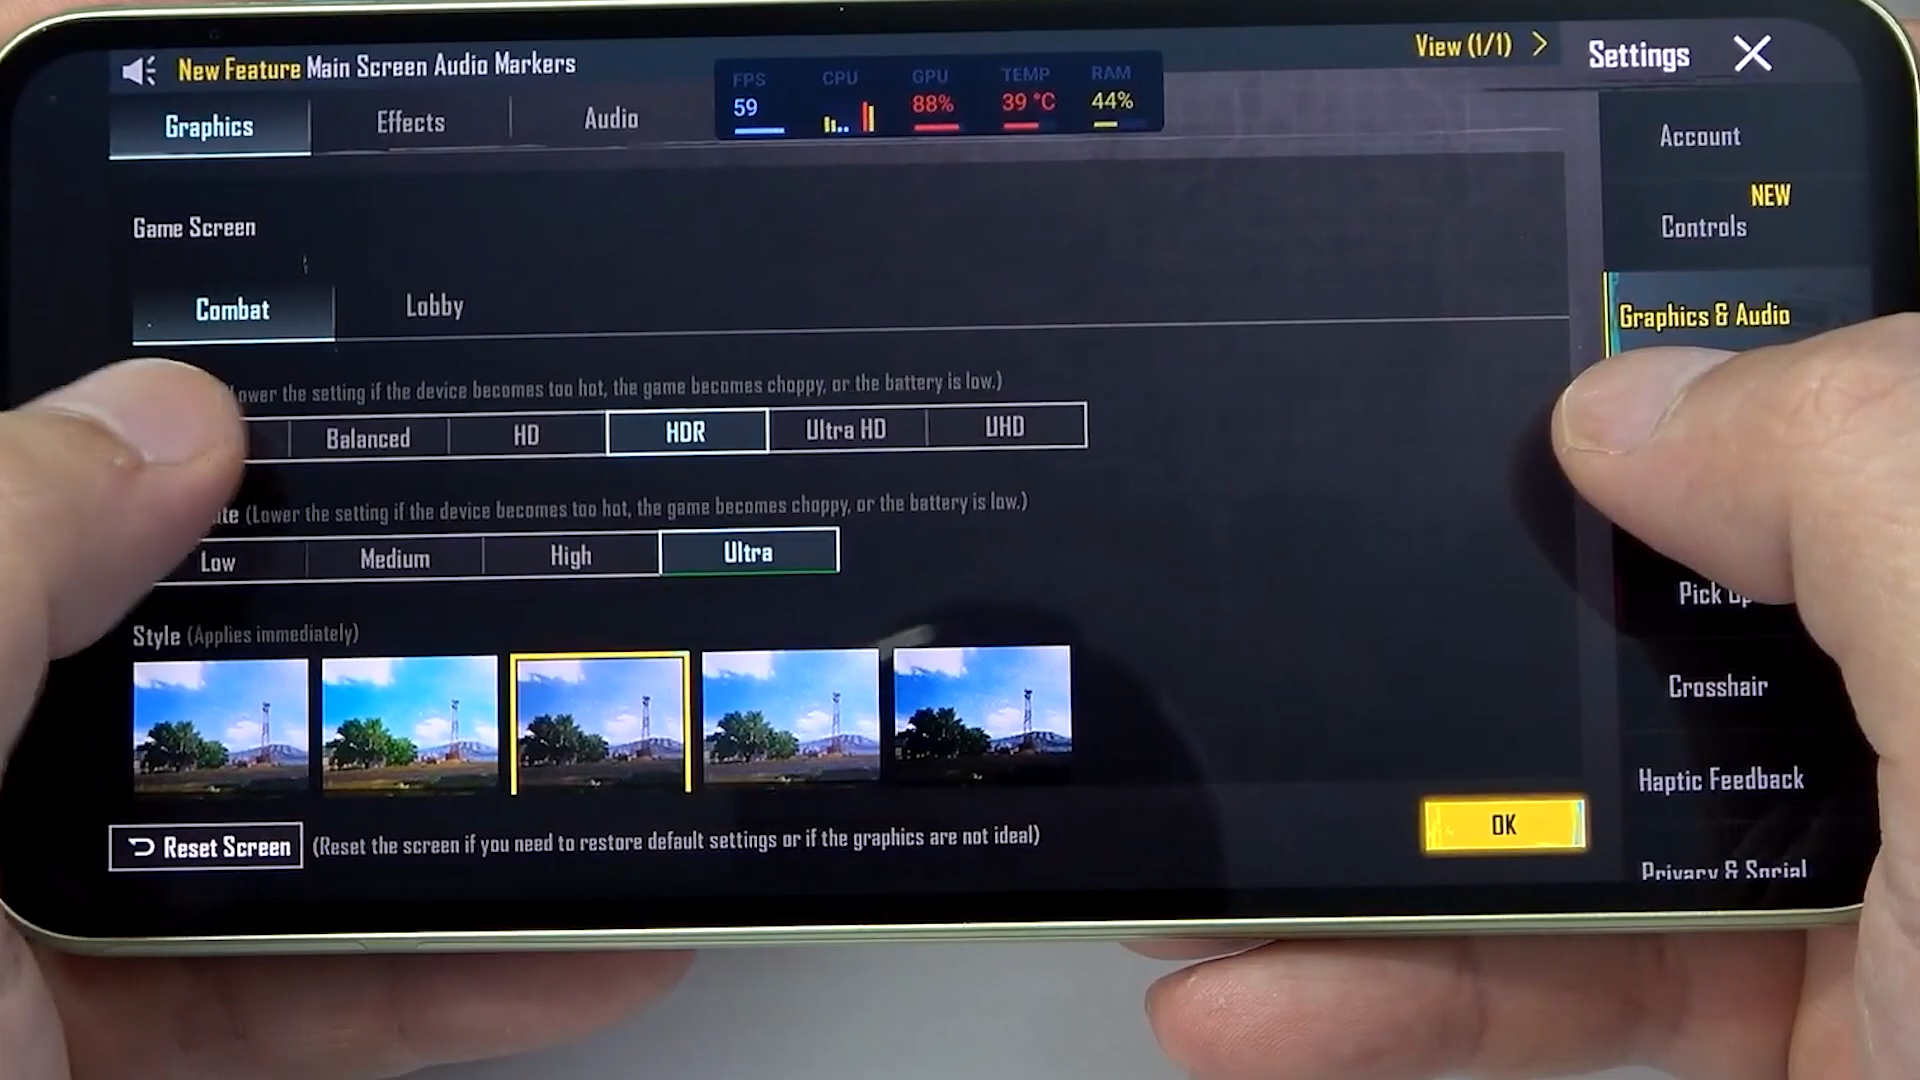 New Feature Main Screen Audio Markers
View (1/1)
Settings
FPS CPU GPU TEMP RAM
59 88% 39 °C 44%
Graphics Effects Audio
Account
NEW
Controls
Graphics & Audio
Game Screen
Combat Lobby
Lower the setting if the device becomes too hot, the game becomes choppy, or the battery is low.)
Balanced HD HDR Ultra HD UHD
(Lower the setting if the device becomes too hot, the game becomes choppy, or the battery is low.)
Low Medium High Ultra
Pick Up
Style (Applies immediately)
Crosshair
Haptic Feedback
Reset Screen (Reset the screen if you need to restore default settings or if the graphics are not ideal)
OK
Privacy & Social